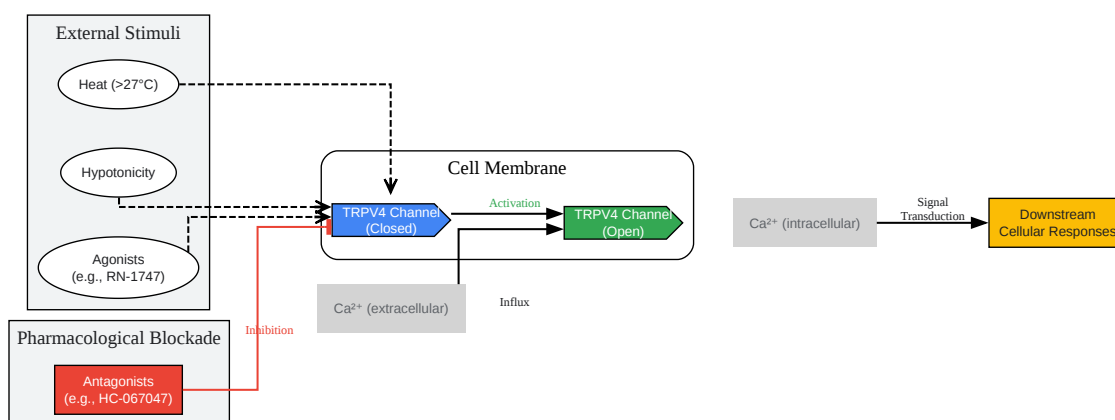 External Stimuli
Heat (>27°C)
Hypotonicity
Agonists
(e.g., RN-1747)
Pharmacological Blockade
Antagonists
(e.g., HC-067047)
Inhibition
Cell Membrane
TRPV4 Channel
(Closed)
Activation
TRPV4 Channel
(Open)
Ca²⁺ (extracellular)
Influx
Ca²⁺ (intracellular)
Signal
Transduction
Downstream
Cellular Responses